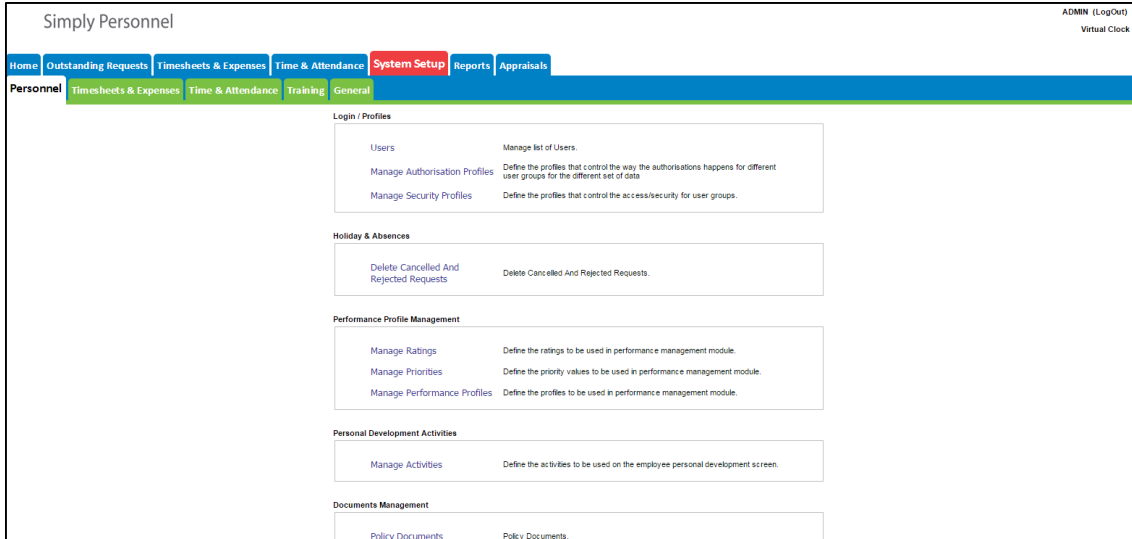 Simply Personnel
ADMIN (LogOut)
Virtual Clock
Home Outstanding Requests Timesheets & Expenses Time & Attendance System Setup Reports Appraisals
Personnel Timesheets & Expenses Time & Attendance Training General
Login / Profiles
Users Manage list of Users.
Manage Authorisation Profiles Define the profiles that control the way the authorisations happens for different
user groups for the different set of data
Manage Security Profiles Define the profiles that control the access/security for user groups.
Holiday & Absences
Delete Cancelled And
Rejected Requests
Delete Cancelled And Rejected Requests.
Performance Profile Management
Manage Ratings Define the ratings to be used in performance management module.
Manage Priorities Define the priority values to be used in performance management module.
Manage Performance Profiles Define the profiles to be used in performance management module.
Personal Development Activities
Manage Activities Define the activities to be used on the employee personal development screen.
Documents Management
Policy Documents Policy Documents.